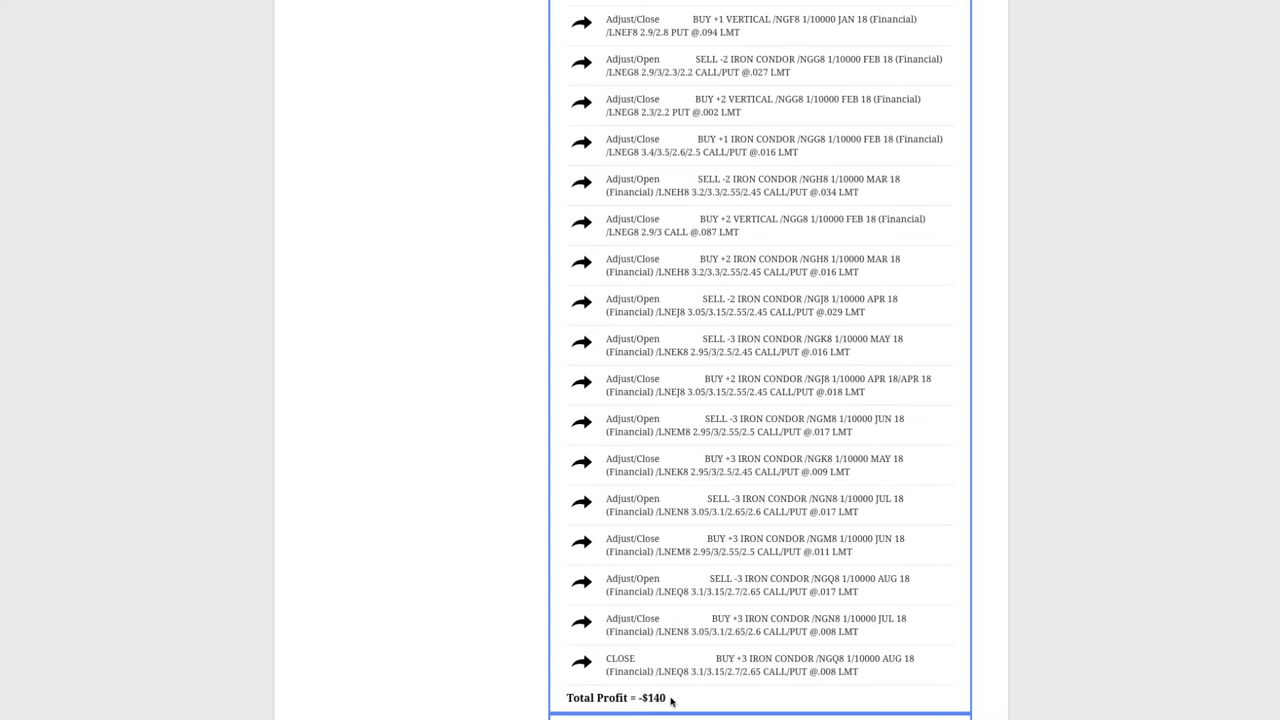 Adjust/Close BUY +1 VERTICAL /NGF8 1/10000 JAN 18 (Financial)
/LNEF8 2.9/2.8 PUT @.094 LMT
Adjust/Open SELL -2 IRON CONDOR /NGG8 1/10000 FEB 18 (Financial)
/LNEG8 2.9/3/2.3/2.2 CALL/PUT @.027 LMT
Adjust/Close BUY +2 VERTICAL /NGG8 1/10000 FEB 18 (Financial)
/LNEG8 2.3/2.2 PUT @.002 LMT
Adjust/Close BUY +1 IRON CONDOR /NGG8 1/10000 FEB 18 (Financial)
/LNEG8 3.4/3.5/2.6/2.5 CALL/PUT @.016 LMT
Adjust/Open SELL -2 IRON CONDOR /NGH8 1/10000 MAR 18
(Financial) /LNEH8 3.2/3.3/2.55/2.45 CALL/PUT @.034 LMT
Adjust/Close BUY +2 VERTICAL /NGG8 1/10000 FEB 18 (Financial)
/LNEG8 2.9/3 CALL @.087 LMT
Adjust/Close BUY +2 IRON CONDOR /NGH8 1/10000 MAR 18
(Financial) /LNEH8 3.2/3.3/2.55/2.45 CALL/PUT @.016 LMT
Adjust/Open SELL -2 IRON CONDOR /NGJ8 1/10000 APR 18
(Financial) /LNEJ8 3.05/3.15/2.55/2.45 CALL/PUT @.029 LMT
Adjust/Open SELL -3 IRON CONDOR /NGK8 1/10000 MAY 18
(Financial) /LNEK8 2.95/3/2.5/2.45 CALL/PUT @.016 LMT
Adjust/Close BUY +2 IRON CONDOR /NGJ8 1/10000 APR 18/APR 18
(Financial) /LNEJ8 3.05/3.15/2.55/2.45 CALL/PUT @.018 LMT
Adjust/Open SELL -3 IRON CONDOR /NGM8 1/10000 JUN 18
(Financial) /LNEM8 2.95/3/2.55/2.5 CALL/PUT @.017 LMT
Adjust/Close BUY +3 IRON CONDOR /NGK8 1/10000 MAY 18
(Financial) /LNEK8 2.95/3/2.5/2.45 CALL/PUT @.009 LMT
Adjust/Open SELL -3 IRON CONDOR /NGN8 1/10000 JUL 18
(Financial) /LNEN8 3.05/3.1/2.65/2.6 CALL/PUT @.017 LMT
Adjust/Close BUY +3 IRON CONDOR /NGM8 1/10000 JUN 18
(Financial) /LNEM8 2.95/3/2.55/2.5 CALL/PUT @.011 LMT
Adjust/Open SELL -3 IRON CONDOR /NGQ8 1/10000 AUG 18
(Financial) /LNEQ8 3.1/3.15/2.7/2.65 CALL/PUT @.017 LMT
Adjust/Close BUY +3 IRON CONDOR /NGN8 1/10000 JUL 18
(Financial) /LNEN8 3.05/3.1/2.65/2.6 CALL/PUT @.008 LMT
CLOSE BUY +3 IRON CONDOR /NGQ8 1/10000 AUG 18
(Financial) /LNEQ8 3.1/3.15/2.7/2.65 CALL/PUT @.008 LMT
Total Profit = -$140